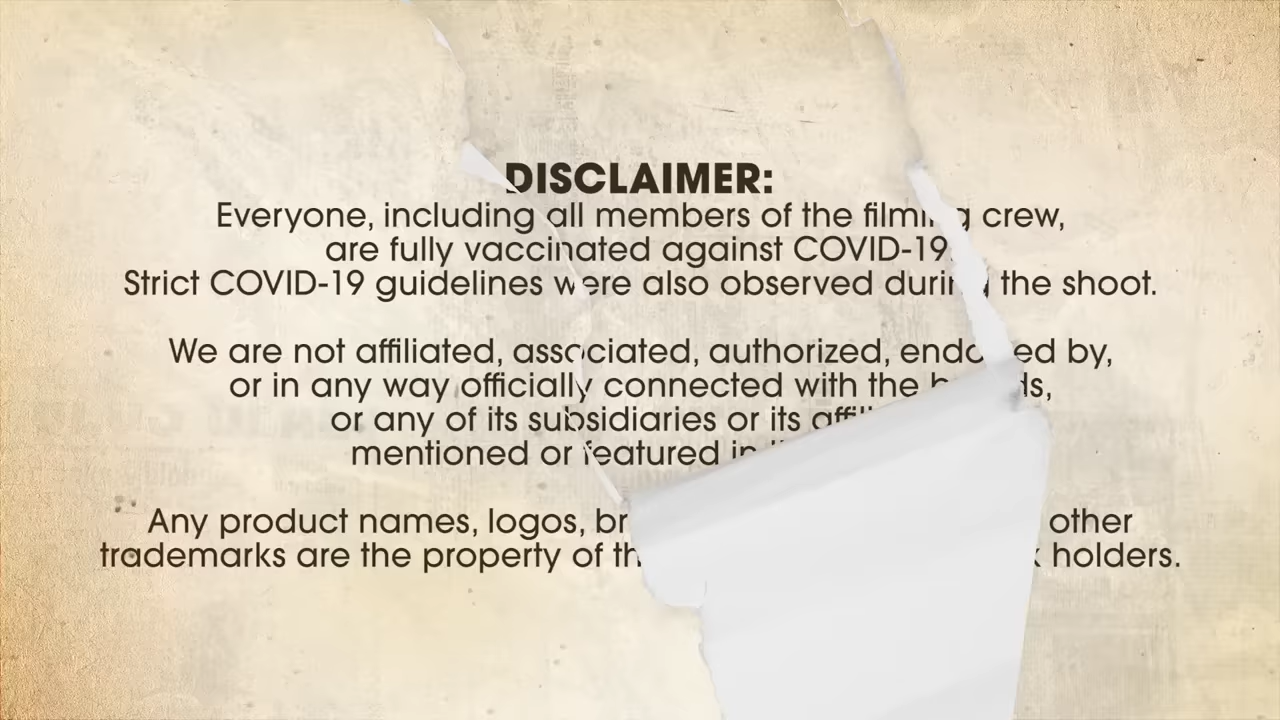 DISCLAIMER:
Everyone, including all members of the filming crew,
are fully vaccinated against COVID-19.
Strict COVID-19 guidelines were also observed during the shoot.
We are not affiliated, associated, authorized, endorsed by,
or in any way officially connected with the
or any of its subsidiaries or its
mentioned or featured
Any product names, logos, other
trademarks are the property of holders.